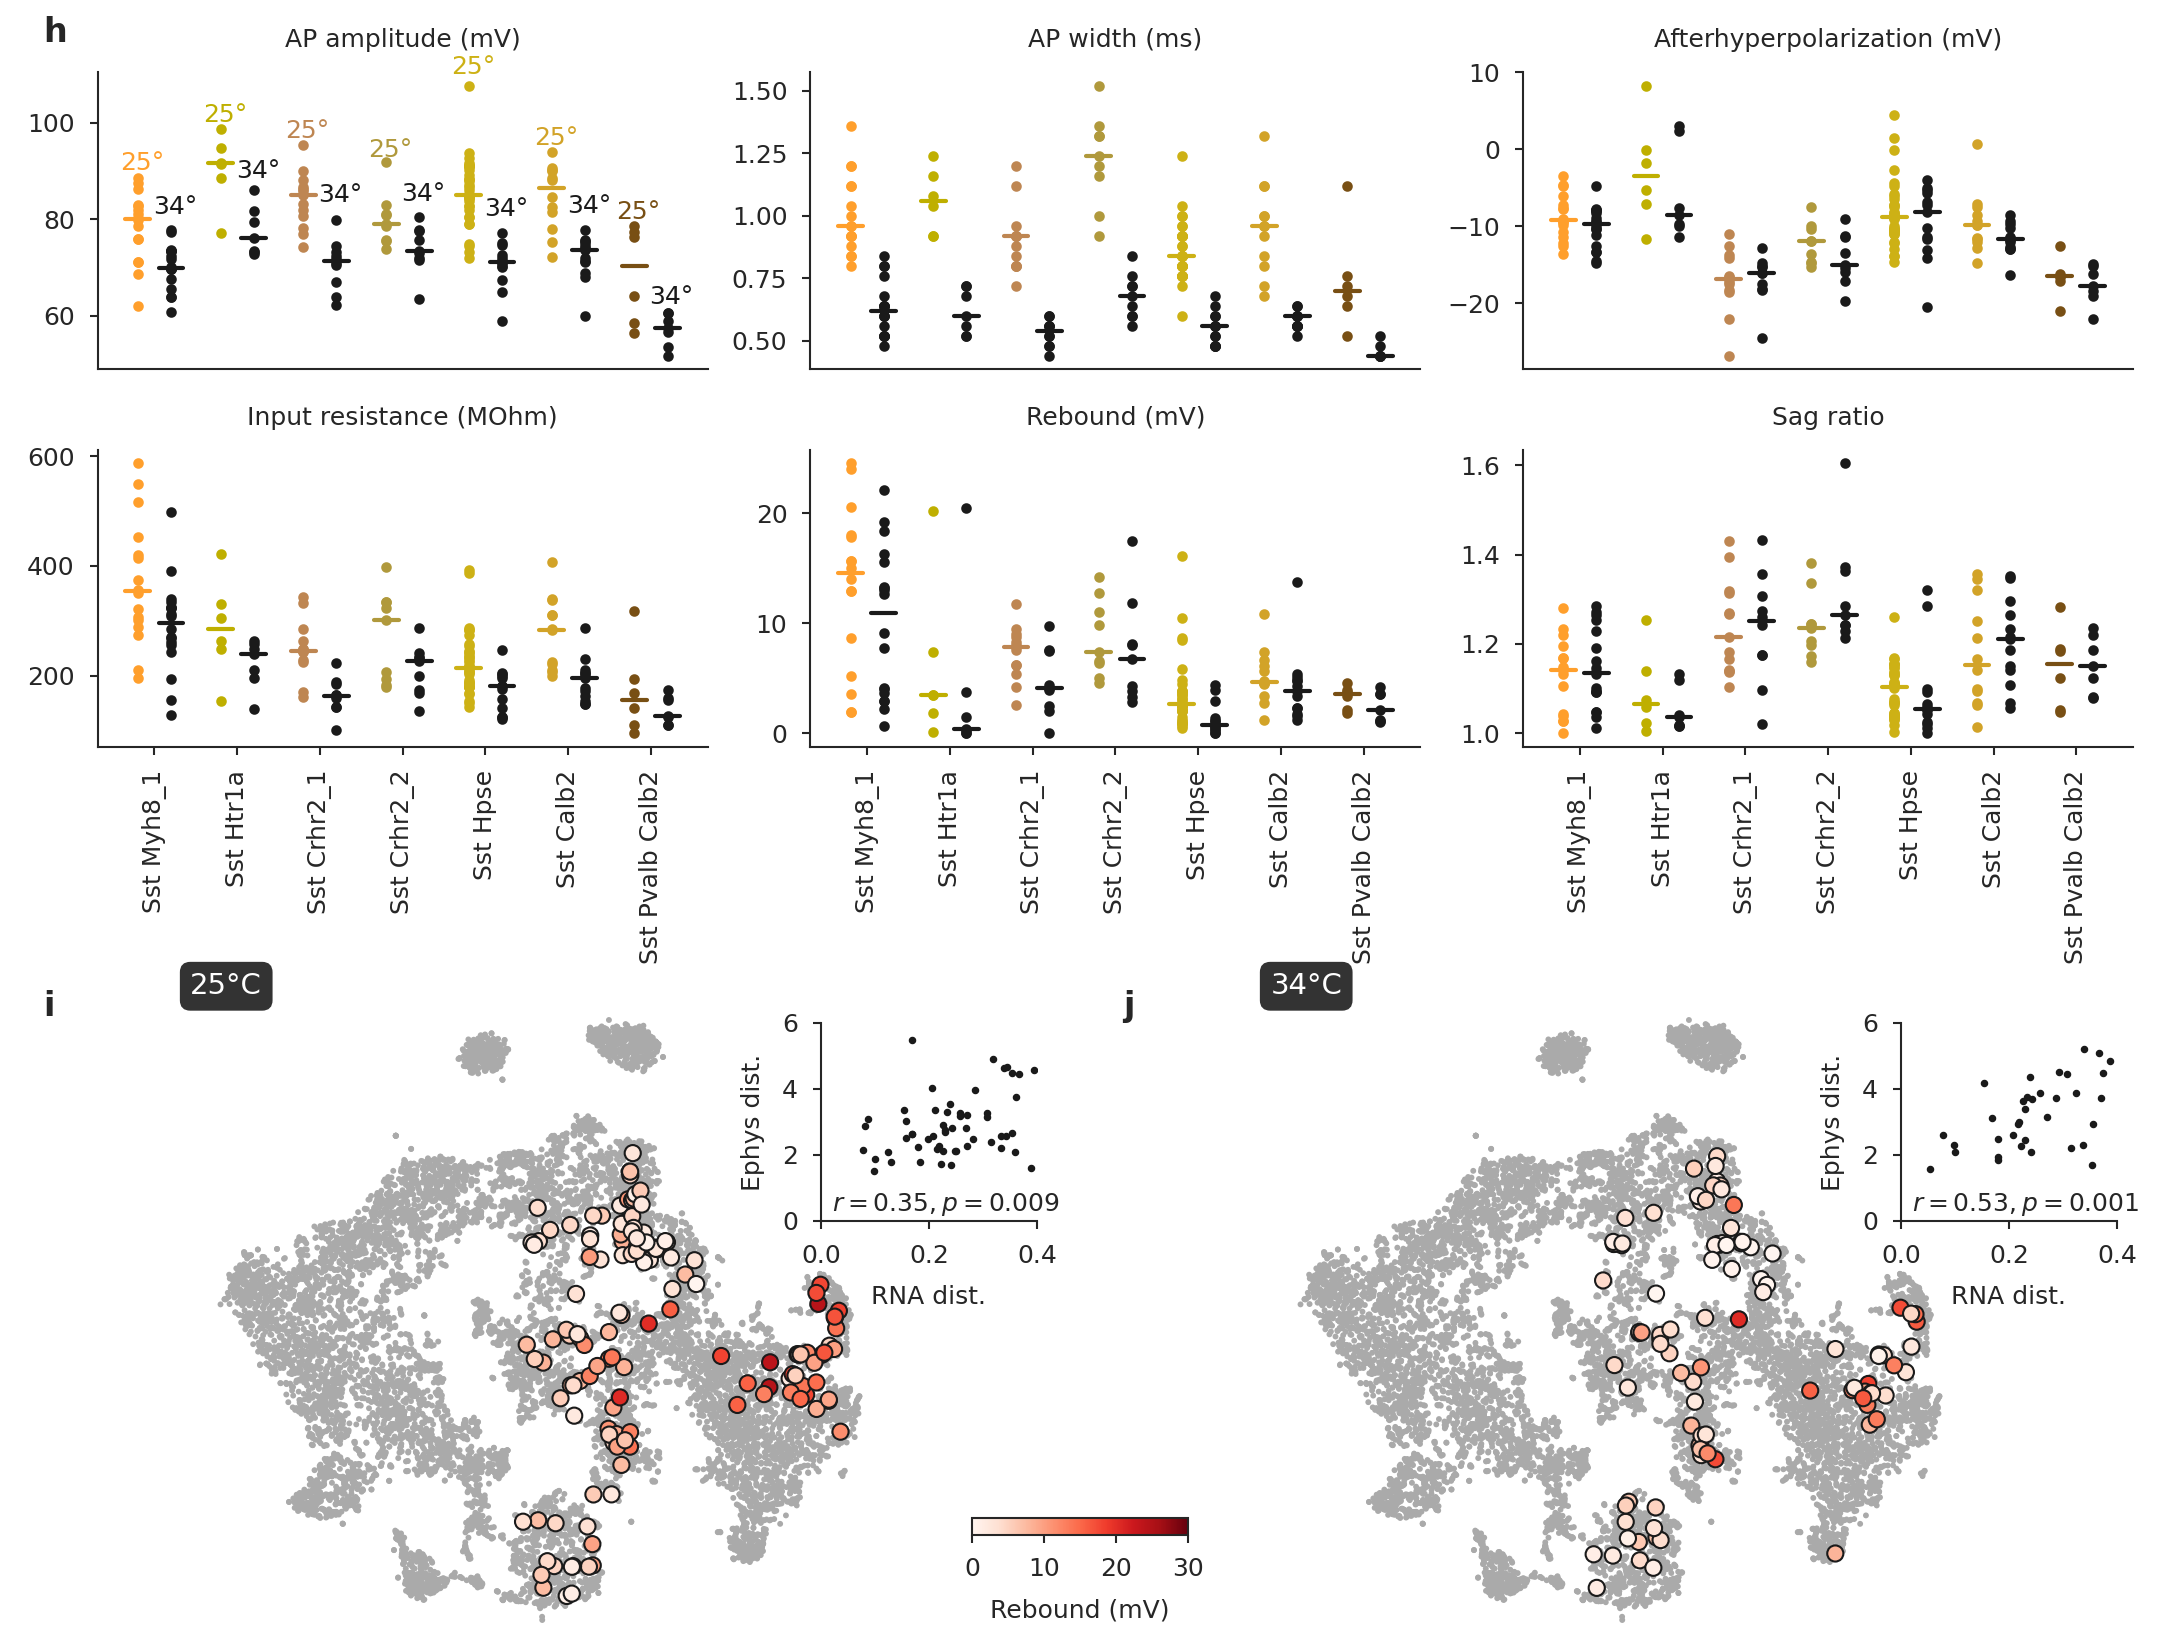 h
AP amplitude (mV)
AP width (ms)
Afterhyperpolarization (mV)
100
80
60
25°
34°
25°
34°
25°
34°
25°
34°
25°
34°
25°
34°
25°
34°
1.50
1.25
1.00
0.75
0.50
10
0
−10
−20
Input resistance (MOhm)
Rebound (mV)
Sag ratio
600
400
200
20
10
0
1.6
1.4
1.2
1.0
Sst Myh8_1
Sst Htr1a
Sst Crhr2_1
Sst Crhr2_2
Sst Hpse
Sst Calb2
Sst Pvalb Calb2
Sst Myh8_1
Sst Htr1a
Sst Crhr2_1
Sst Crhr2_2
Sst Hpse
Sst Calb2
Sst Pvalb Calb2
Sst Myh8_1
Sst Htr1a
Sst Crhr2_1
Sst Crhr2_2
Sst Hpse
Sst Calb2
Sst Pvalb Calb2
i
25°C
6
4
2
0
Ephys dist.
r = 0.35, p = 0.009
0.0 0.2 0.4
RNA dist.
j
34°C
6
4
2
0
Ephys dist.
r = 0.53, p = 0.001
0.0 0.2 0.4
RNA dist.
0 10 20 30
Rebound (mV)